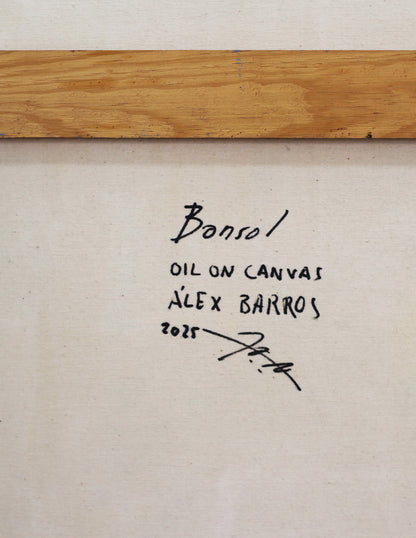 Bonsol
OIL ON CANVAS
ÁLEX BARROS
2025